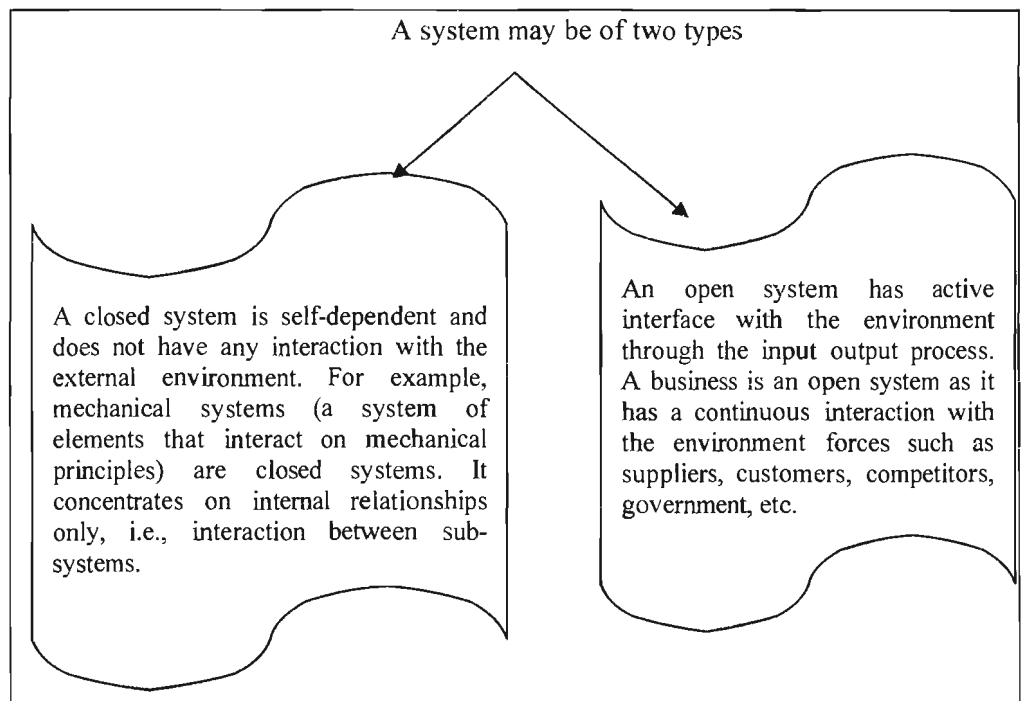 A system may be of two types
A closed system is self-dependent and
does not have any interaction with the
external environment. For example,
mechanical systems (a system of
elements that interact on mechanical
principles) are closed systems. It
concentrates on internal relationships
only, i.e., interaction between sub-
systems.
An open system has active
interface with the environment
through the input output process.
A business is an open system as it
has a continuous interaction with
the environment forces such as
suppliers, customers, competitors,
government, etc.